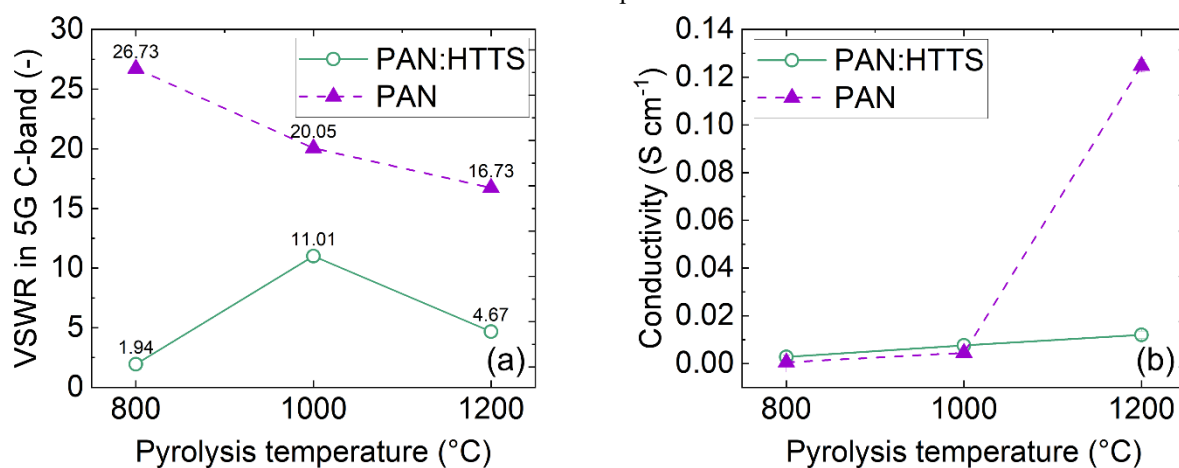 30
25
20
15
10
5
0
VSWR in 5G C-band (-)
26.73
20.05
16.73
11.01
4.67
1.94
PAN:HTTS
PAN
(a)
800
1000
1200
Pyrolysis temperature (°C)
0.14
0.12
0.10
0.08
0.06
0.04
0.02
0.00
Conductivity (S cm⁻¹)
PAN:HTTS
PAN
(b)
800
1000
1200
Pyrolysis temperature (°C)